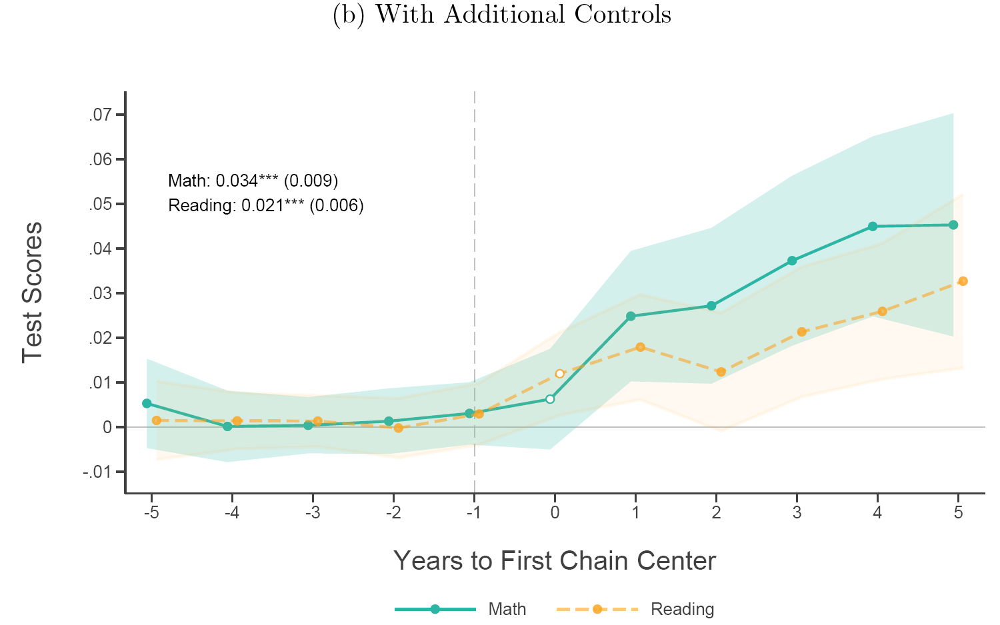 (b) With Additional Controls
.07
.06
.05
.04
.03
.02
.01
0
-.01
Test Scores
Math: 0.034*** (0.009)
Reading: 0.021*** (0.006)
-5 -4 -3 -2 -1 0 1 2 3 4 5
Years to First Chain Center
Math Reading